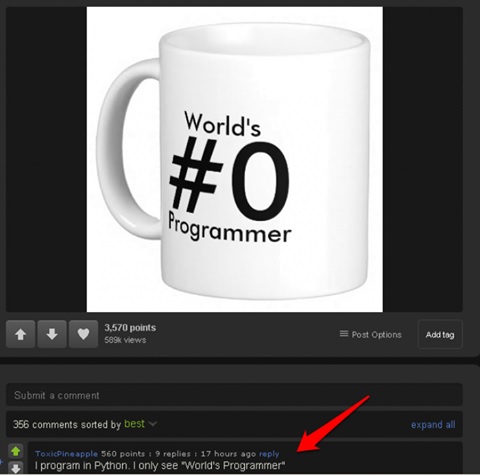 World's
#0
Programmer
3,570 points
589k views
Post Options
Add tag
Submit a comment
356 comments sorted by best
expand all
ToxicPineapple 560 points : 9 replies : 17 hours ago reply
I program in Python. I only see "World's Programmer"